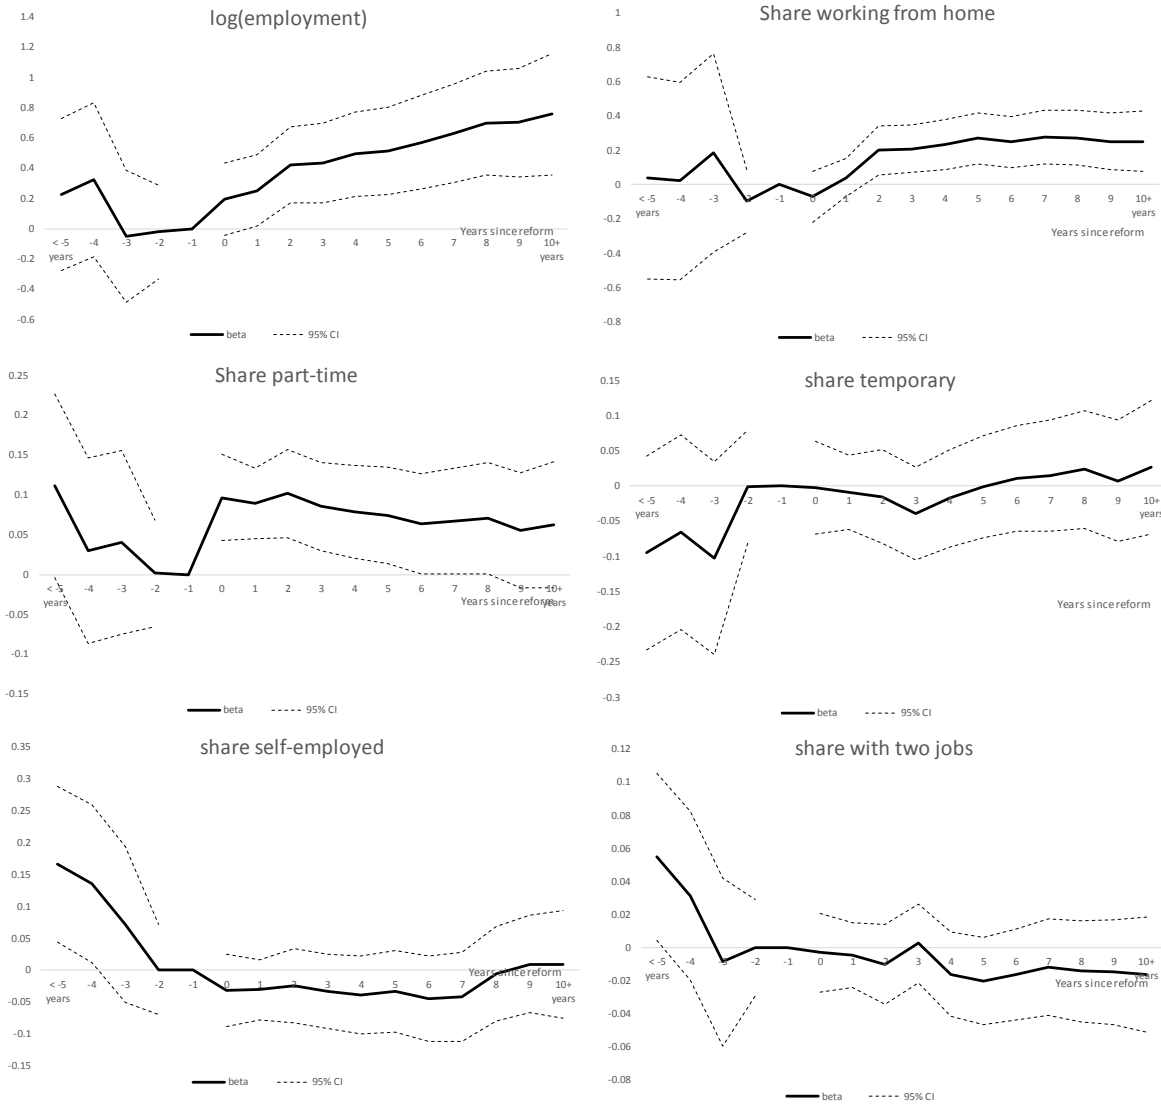 log(employment)
1.4
1.2
1
0.8
0.6
0.4
0.2
0
-0.2
-0.4
-0.6
< -5 -4 -3 -2 -1 0 1 2 3 4 5 6 7 8 9 10+
years years
Years since reform
beta 95% CI
Share working from home
1
0.8
0.6
0.4
0.2
0
-0.2
-0.4
-0.6
-0.8
< -5 -4 -3 -2 -1 0 1 2 3 4 5 6 7 8 9 10+
years years
Years since reform
beta 95% CI
Share part-time
0.25
0.2
0.15
0.1
0.05
0
-0.05
-0.1
-0.15
< -5 -4 -3 -2 -1 0 1 2 3 4 5 6 7 8 9 10+
years years
Years since reform
beta 95% CI
share temporary
0.15
0.1
0.05
0
-0.05
-0.1
-0.15
-0.2
-0.25
-0.3
< -5 -4 -3 -2 -1 0 1 2 3 4 5 6 7 8 9 10+
years years
Years since reform
beta 95% CI
share self-employed
0.35
0.3
0.25
0.2
0.15
0.1
0.05
0
-0.05
-0.1
-0.15
< -5 -4 -3 -2 -1 0 1 2 3 4 5 6 7 8 9 10+
years years
Years since reform
beta 95% CI
share with two jobs
0.12
0.1
0.08
0.06
0.04
0.02
0
-0.02
-0.04
-0.06
-0.08
< -5 -4 -3 -2 -1 0 1 2 3 4 5 6 7 8 9 10+
years years
Years since reform
beta 95% CI